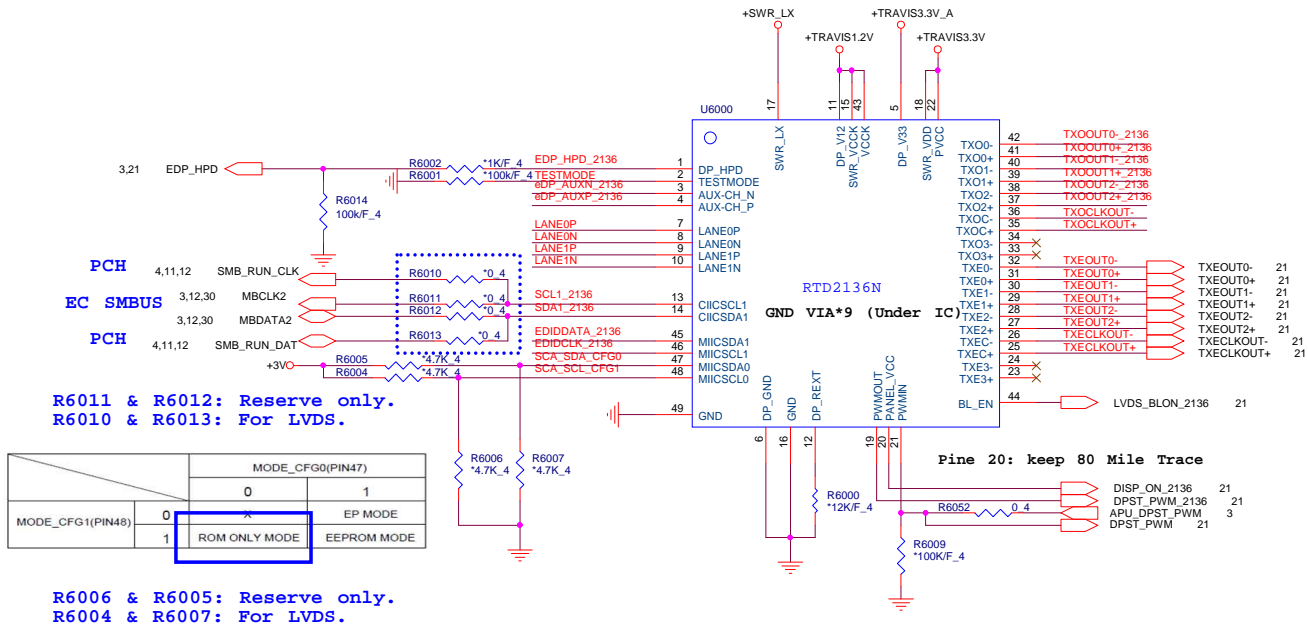 +SWR_LX
+TRAVIS3.3V_A
+TRAVIS1.2V
+TRAVIS3.3V
U6000
17
11
15
43
5
18
22
SWR_LX
DP_V12
SWR_VCCK
VCCK
DP_V33
SWR_VDD
PVCC
3,21 EDP_HPD
R6002 *1K/F_4 EDP_HPD_2136 1 DP_HPD
R6001 *100k/F_4 TESTMODE 2 TESTMODE
eDP_AUXN_2136 3 AUX-CH_N
eDP_AUXP_2136 4 AUX-CH_P
R6014
100k/F_4
LANE0P 7 LANE0P
LANE0N 8 LANE0N
LANE1P 9 LANE1P
LANE1N 10 LANE1N
PCH 4,11,12 SMB_RUN_CLK R6010 *0_4
EC SMBUS 3,12,30 MBCLK2 R6011 *0_4 SCL1_2136 13 CIICSCL1
3,12,30 MBDATA2 R6012 *0_4 SDA1_2136 14 CIICSDA1
PCH 4,11,12 SMB_RUN_DAT R6013 *0_4
EDIDDATA_2136 45 MIICSDA1
EDIDCLK_2136 46 MIICSCL1
+3V R6005 *4.7K_4 SCA_SDA_CFG0 47 MIICSDA0
R6004 *4.7K_4 SCA_SCL_CFG1 48 MIICSCL0
49 GND
RTD2136N
GND VIA*9 (Under IC)
TXO0- 42 TXOOUT0-_2136
TXO0+ 41 TXOOUT0+_2136
TXO1- 40 TXOOUT1-_2136
TXO1+ 39 TXOOUT1+_2136
TXO2- 38 TXOOUT2-_2136
TXO2+ 37 TXOOUT2+_2136
TXOC- 36 TXOCLKOUT-
TXOC+ 35 TXOCLKOUT+
TXO3- 34
TXO3+ 33
TXE0- 32 TXEOUT0- TXEOUT0- 21
TXE0+ 31 TXEOUT0+ TXEOUT0+ 21
TXE1- 30 TXEOUT1- TXEOUT1- 21
TXE1+ 29 TXEOUT1+ TXEOUT1+ 21
TXE2- 28 TXEOUT2- TXEOUT2- 21
TXE2+ 27 TXEOUT2+ TXEOUT2+ 21
TXEC- 26 TXECLKOUT- TXECLKOUT- 21
TXEC+ 25 TXECLKOUT+ TXECLKOUT+ 21
TXE3- 24
TXE3+ 23
BL_EN 44 LVDS_BLON_2136 21
DP_GND
GND
DP_REXT
PWMOUT
PANEL_VCC
PWMIN
6
16
12
19
20
21
R6011 & R6012: Reserve only.
R6010 & R6013: For LVDS.
R6006
*4.7K_4
R6007
*4.7K_4
R6000
*12K/F_4
Pine 20: keep 80 Mile Trace
DISP_ON_2136 21
DPST_PWM_2136 21
R6052 0_4 APU_DPST_PWM 3
DPST_PWM 21
R6009
*100K/F_4
MODE_CFG0(PIN47)
0 1
MODE_CFG1(PIN48) 0 X EP MODE
1 ROM ONLY MODE EEPROM MODE
R6006 & R6005: Reserve only.
R6004 & R6007: For LVDS.